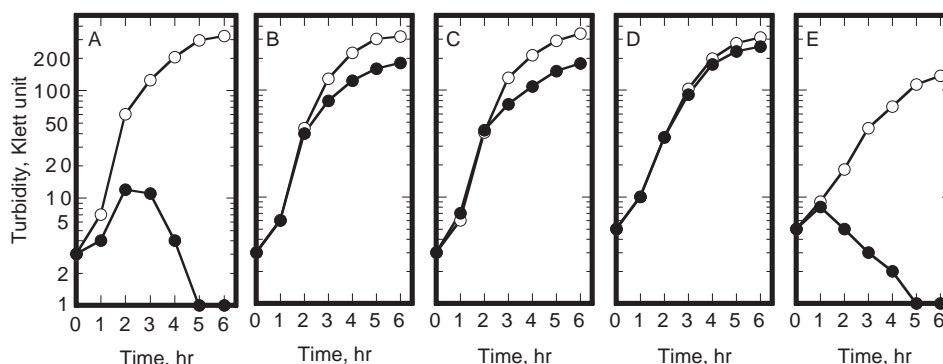 A B C D E
Turbidity, Klett unit
200
100
50
20
10
5
2
1
0 1 2 3 4 5 6 0 1 2 3 4 5 6 0 1 2 3 4 5 6 0 1 2 3 4 5 6 0 1 2 3 4 5 6
Time, hr Time, hr Time, hr Time, hr Time, hr